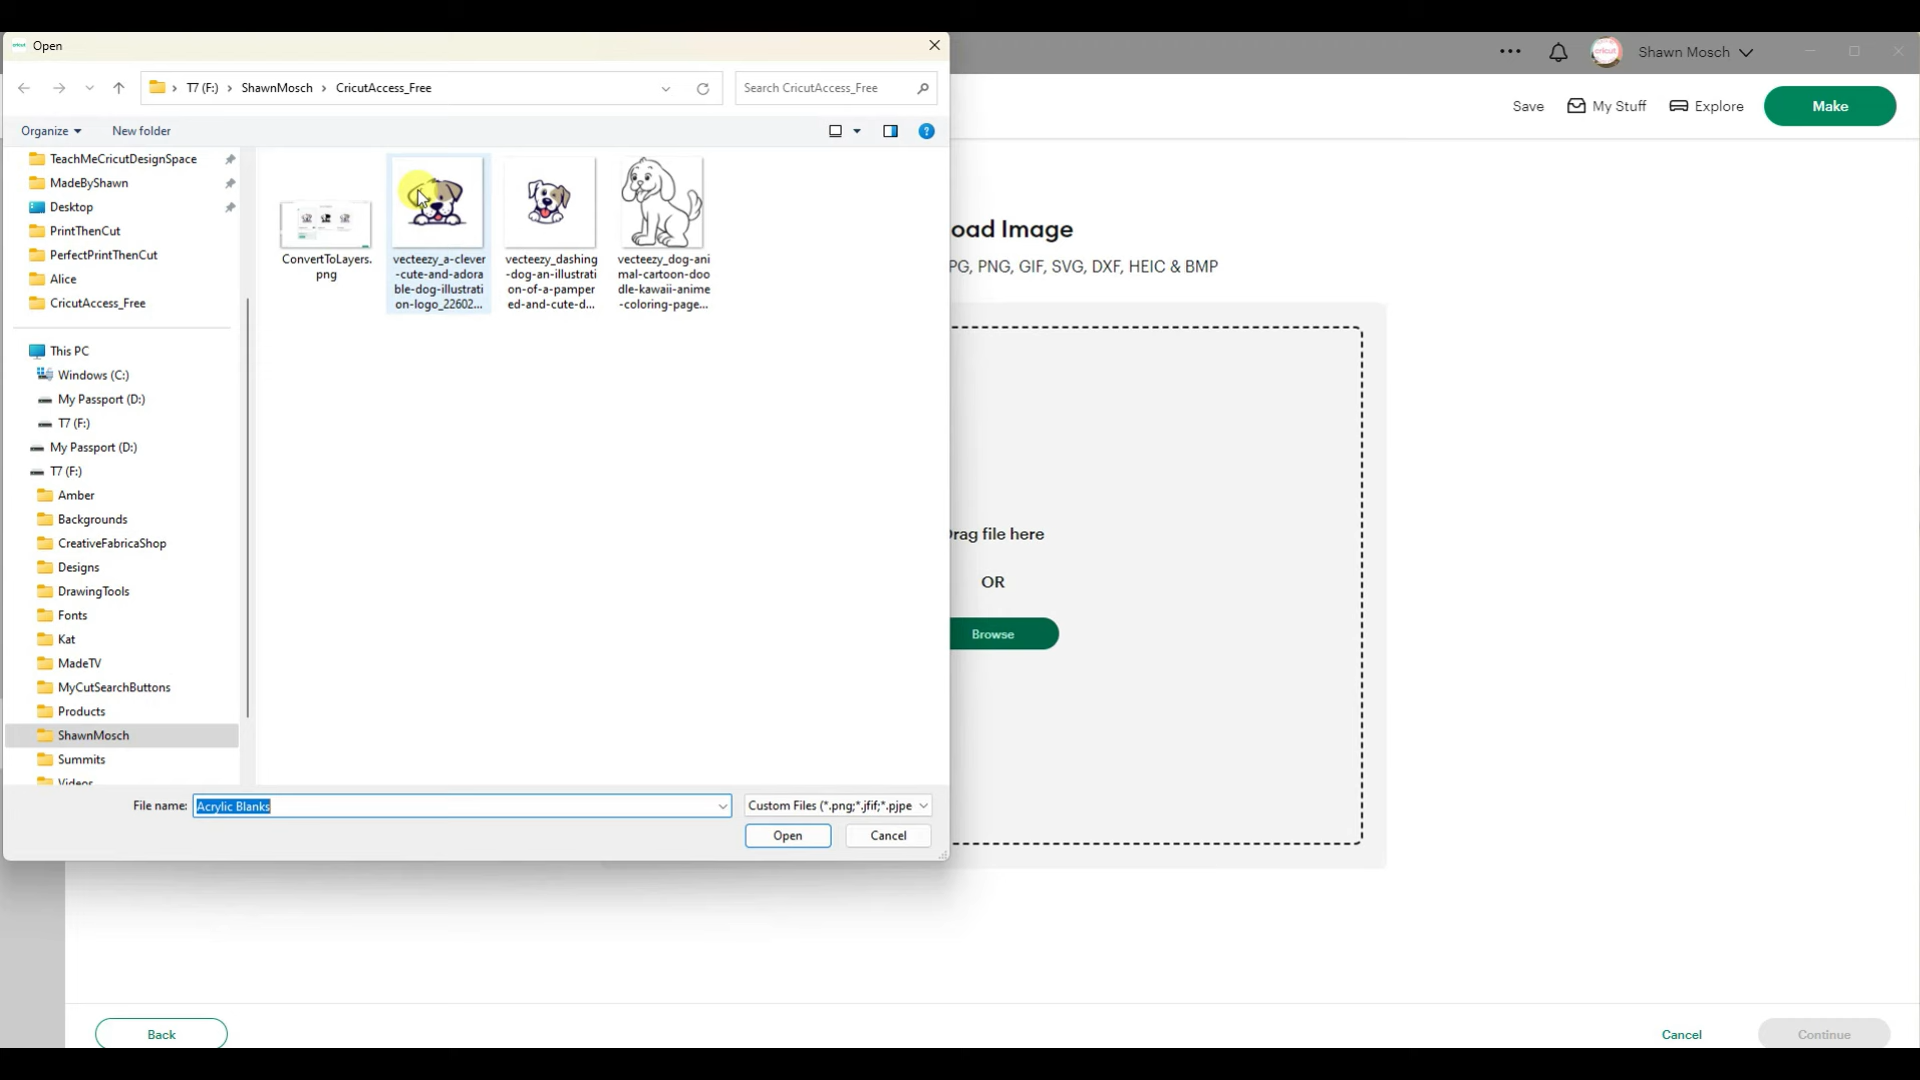 cricut Open
Shawn Mosch
T7 (F:) ShawnMosch CricutAccess_Free
Search CricutAccess_Free
Save My Stuff Explore Make
Organize New folder
TeachMeCricutDesignSpace
MadeByShawn
Desktop
PrintThenCut
PerfectPrintThenCut
Alice
CricutAccess_Free
This PC
Windows (C:)
My Passport (D:)
T7 (F:)
My Passport (D:)
T7 (F:)
Amber
Backgrounds
CreativeFabricaShop
Designs
DrawingTools
Fonts
Kat
MadeTV
MyCutSearchButtons
Products
ShawnMosch
Summits
Videos
ConvertToLayers.
png
vecteezy_a-clever
-cute-and-adora
ble-dog-illustrati
on-logo_22602...
vecteezy_dashing
-dog-an-illustrati
on-of-a-pamper
ed-and-cute-d...
vecteezy_dog-ani
mal-cartoon-doo
dle-kawaii-anime
-coloring-page...
oad Image
PG, PNG, GIF, SVG, DXF, HEIC & BMP
Drag file here
OR
Browse
File name: Acrylic Blanks
Custom Files (*.png;*.jfif;*.pjpe
Open Cancel
Back
Cancel
Continue